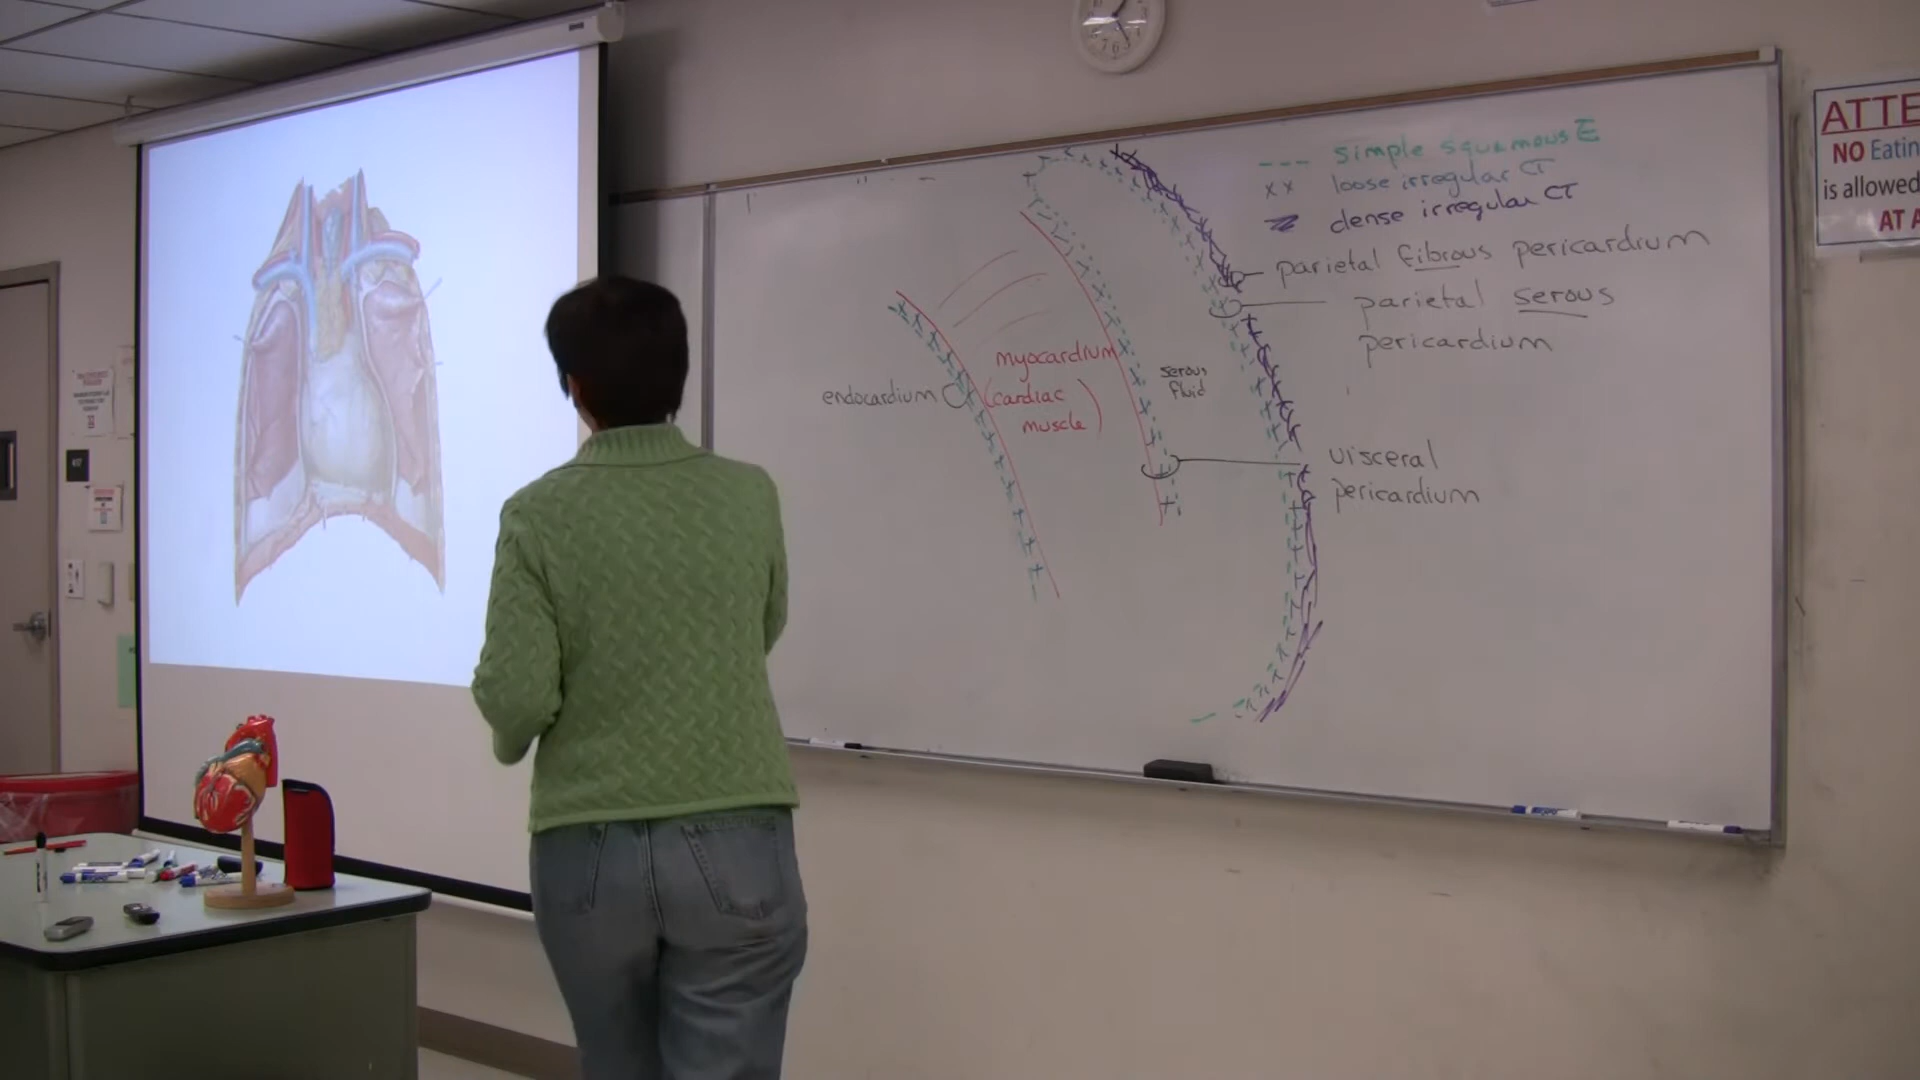 simple squamous E
x x loose irregular CT
dense irregular CT
parietal fibrous pericardium
parietal serous
pericardium
myocardium
(cardiac
muscle)
endocardium
serous
fluid
visceral
pericardium
ATTE
NO Eatin
is allowed
AT A